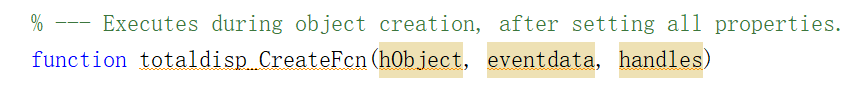 % --- Executes during object creation, after setting all properties.
function totaldisp_CreateFcn(hObject, eventdata, handles)